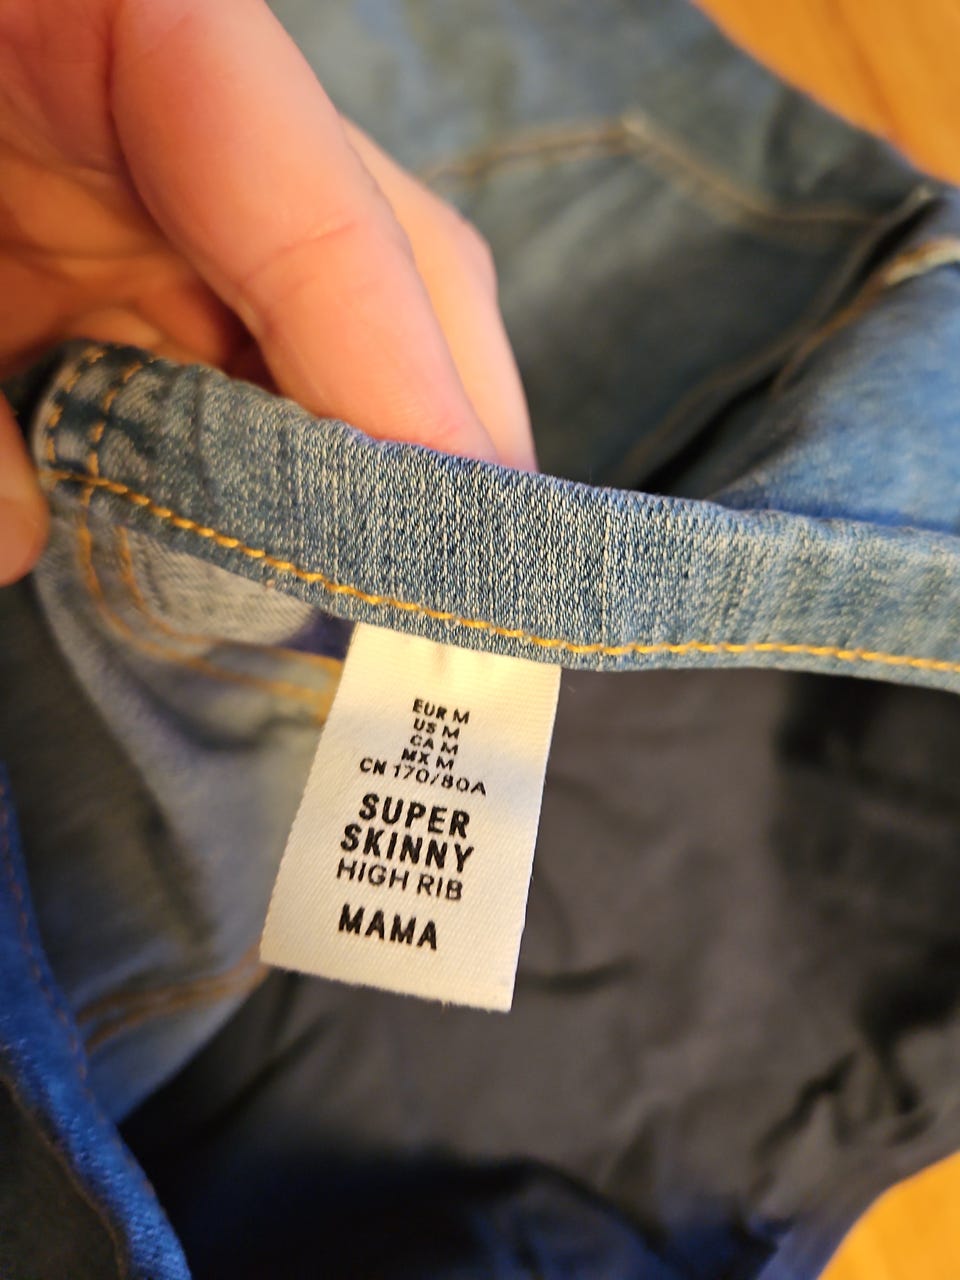 EUR M
US M
CA M
MX M
CN 170/80A
SUPER
SKINNY
HIGH RIB
MAMA